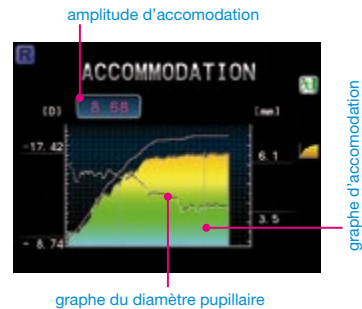 amplitude d'accomodation
R
ACCOMMODATION
[D] 8.68 [mm]
-17.42
6.1
3.5
- 8.74
graphe d'accomodation
graphe du diamètre pupillaire